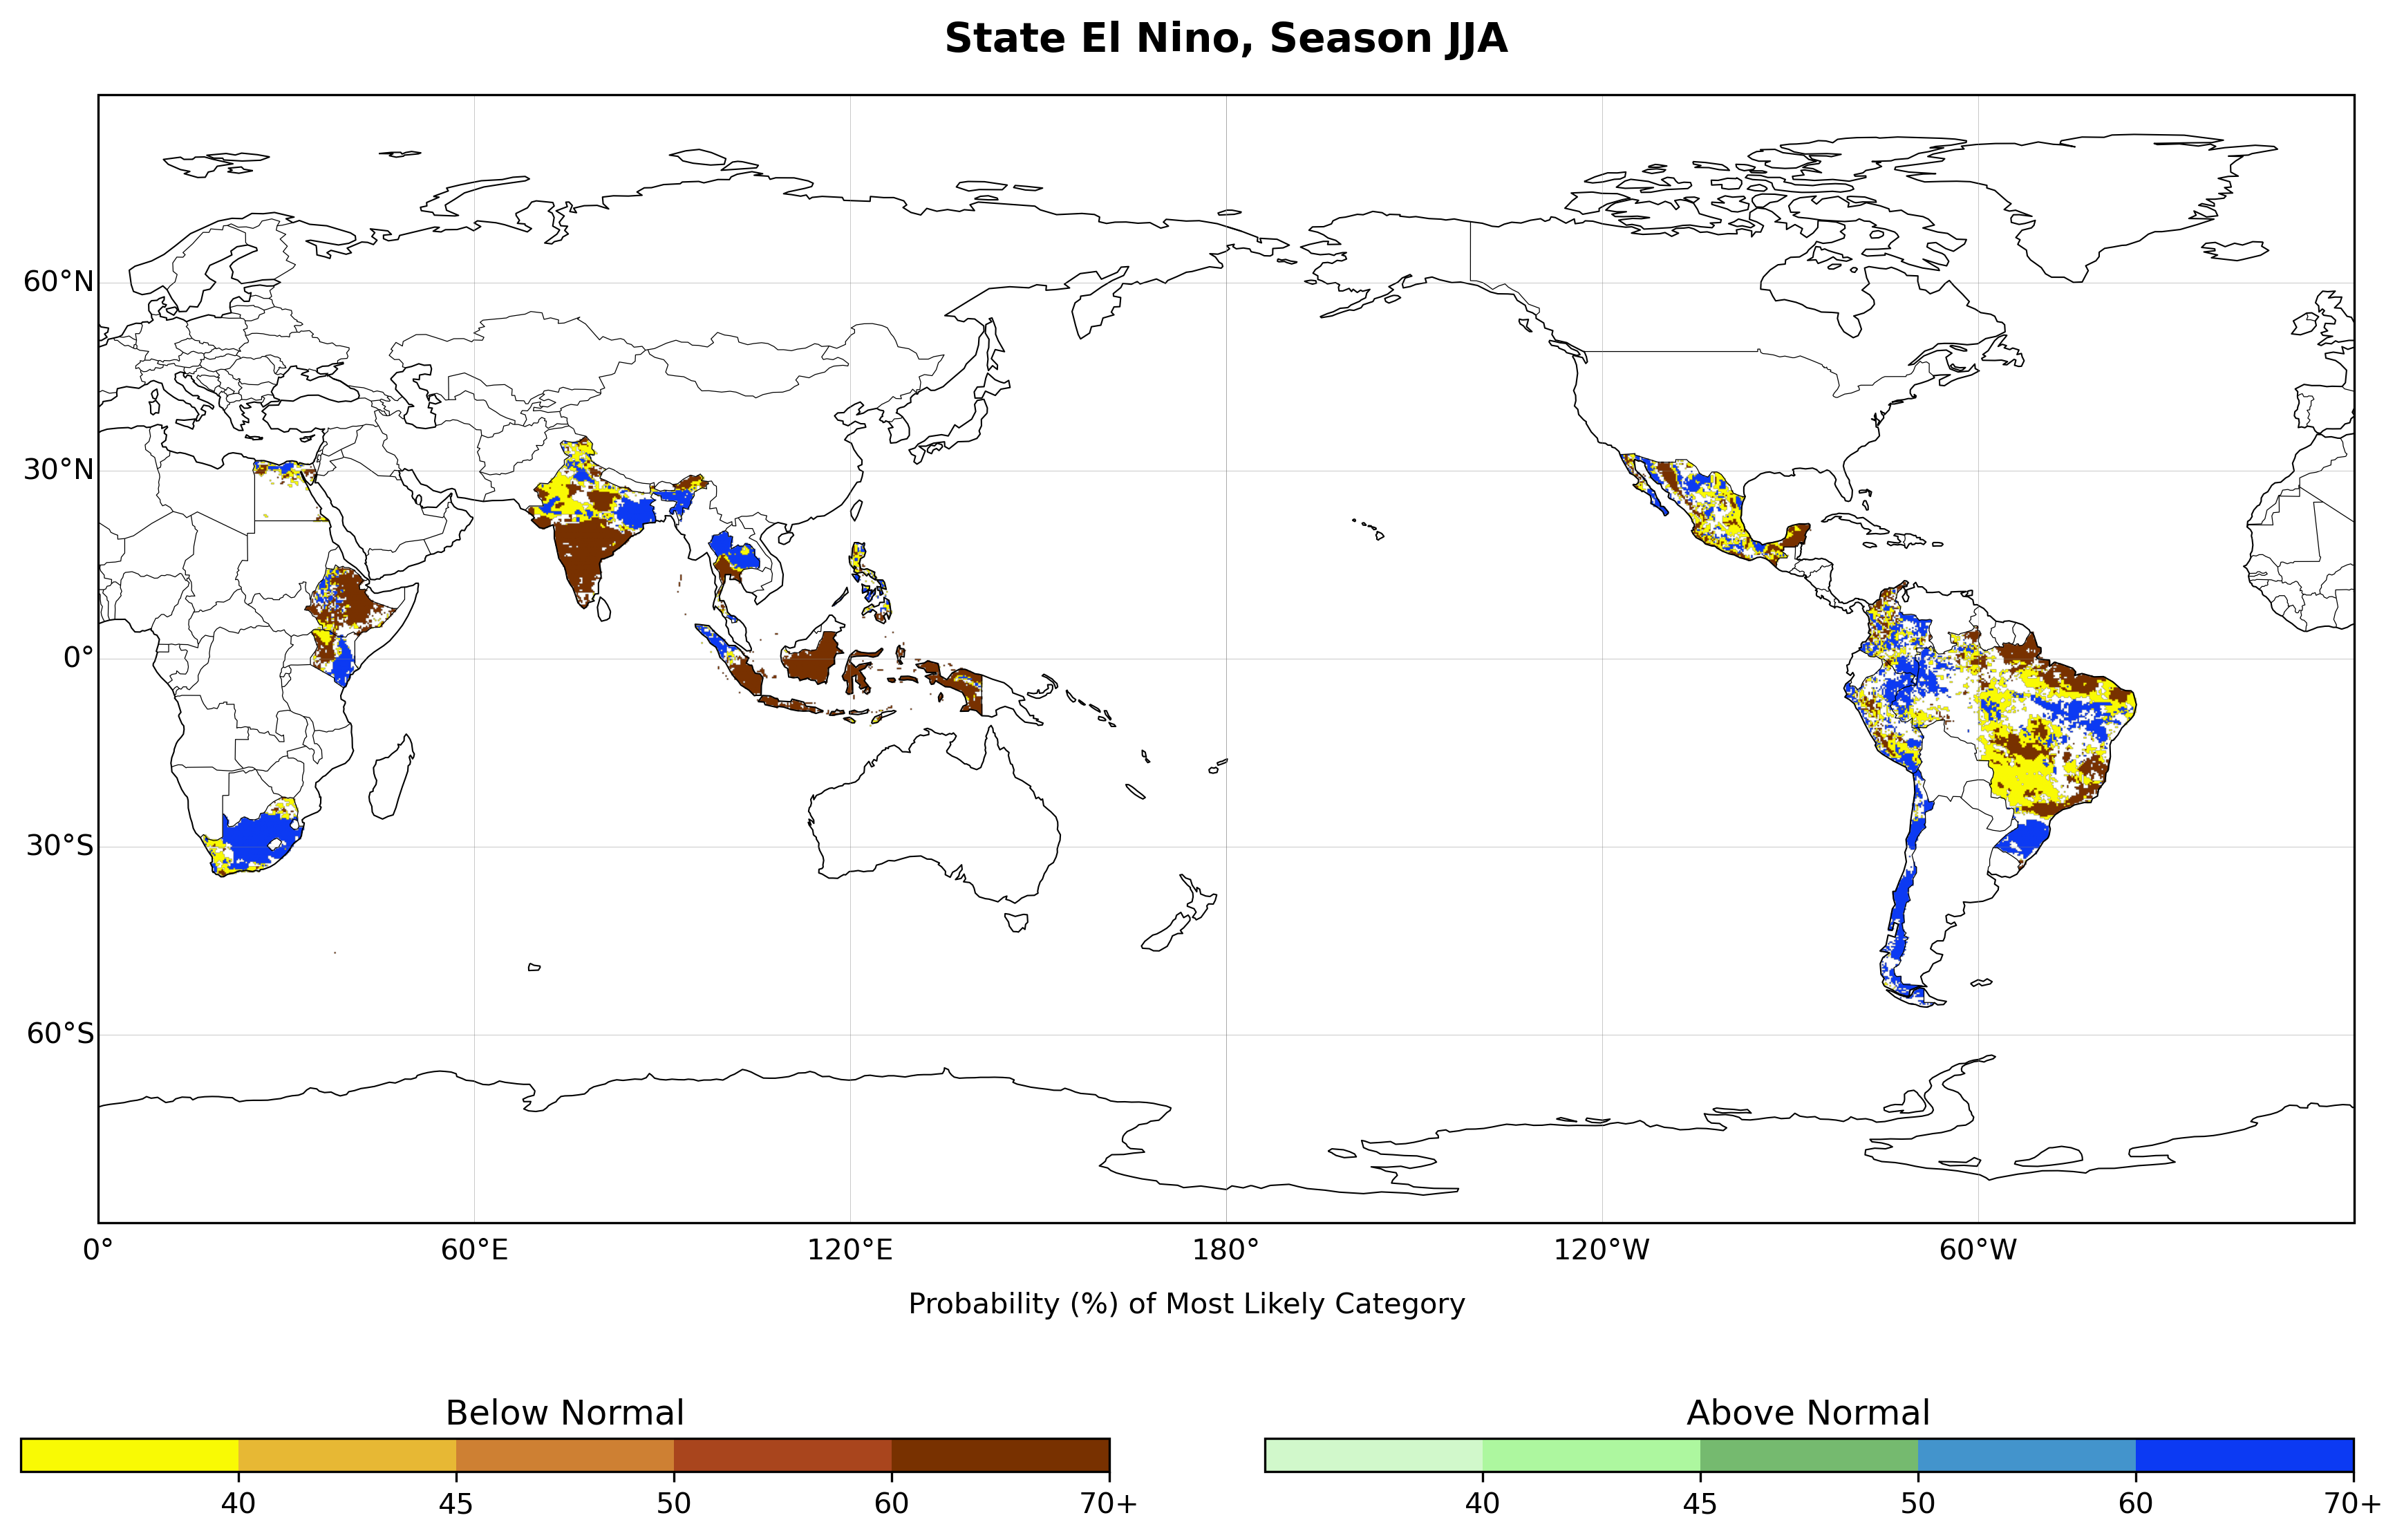 State El Nino, Season JJA
60°N
30°N
0°
30°S
60°S
0° 60°E 120°E 180° 120°W 60°W
Probability (%) of Most Likely Category
Below Normal
40 45 50 60 70+
Above Normal
40 45 50 60 70+